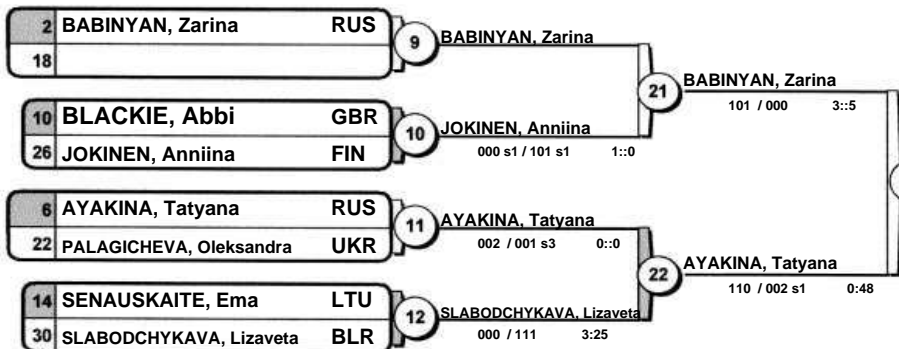 2 BABINYAN, Zarina RUS
18
9 BABINYAN, Zarina
10 BLACKIE, Abbi GBR
26 JOKINEN, Anniina FIN
10 JOKINEN, Anniina
000 s1 / 101 s1 1::0
21 BABINYAN, Zarina
101 / 000 3::5
6 AYAKINA, Tatyana RUS
22 PALAGICHEVA, Oleksandra UKR
11 AYAKINA, Tatyana
002 / 001 s3 0::0
14 SENAUSKAITE, Ema LTU
30 SLABODCHYKAVA, Lizaveta BLR
12 SLABODCHYKAVA, Lizaveta
000 / 111 3:25
22 AYAKINA, Tatyana
110 / 002 s1 0:48